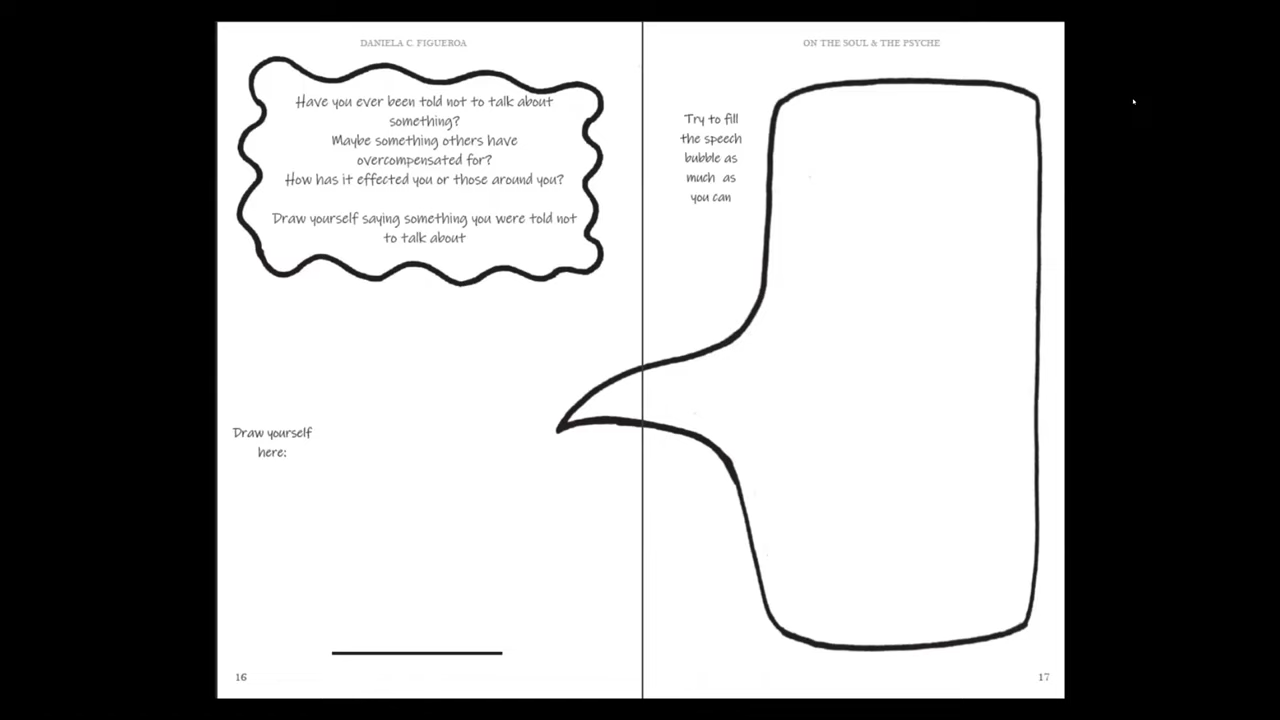 DANIELA C. FIGUEROA
Have you ever been told not to talk about
something?
Maybe something others have
overcompensated for?
How has it effected you or those around you?
Draw yourself saying something you were told not
to talk about
Draw yourself
here:
16
ON THE SOUL & THE PSYCHE
Try to fill
the speech
bubble as
much as
you can
17